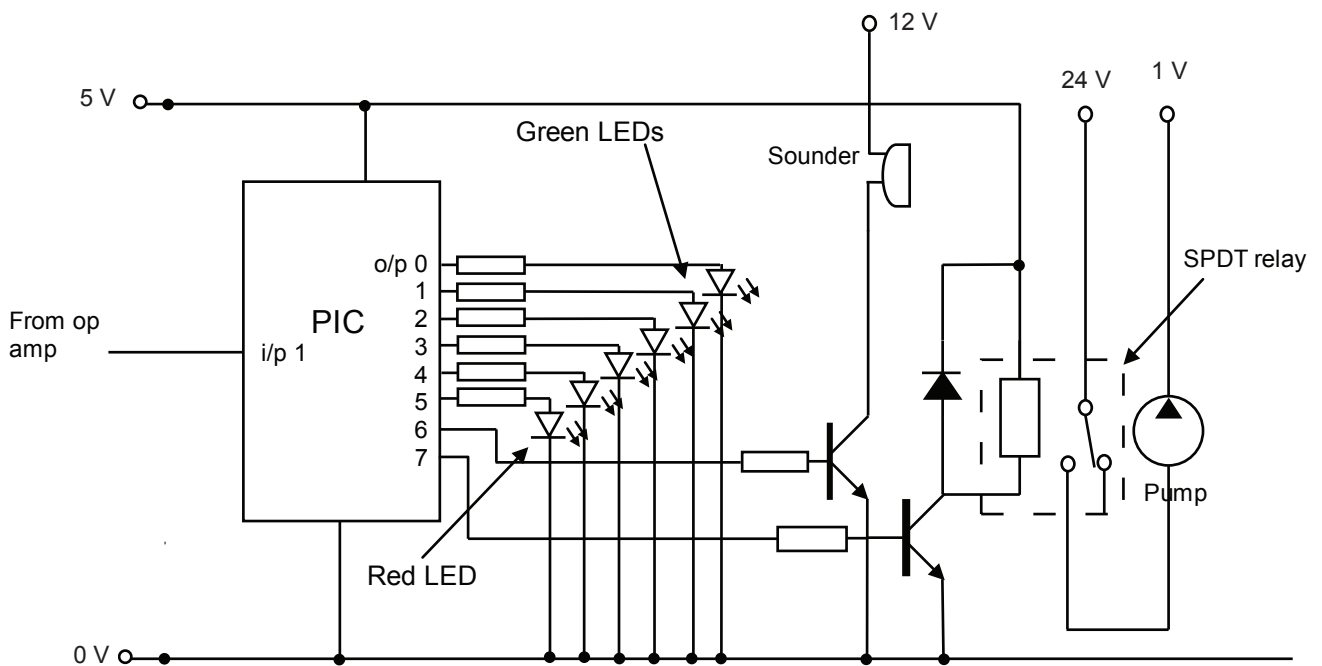 12 V
24 V
1 V
5 V
Green LEDs
Sounder
SPDT relay
o/p 0
1
From op
amp
PIC
2
i/p 1
3
4
5
6
7
Pump
Red LED
0 V